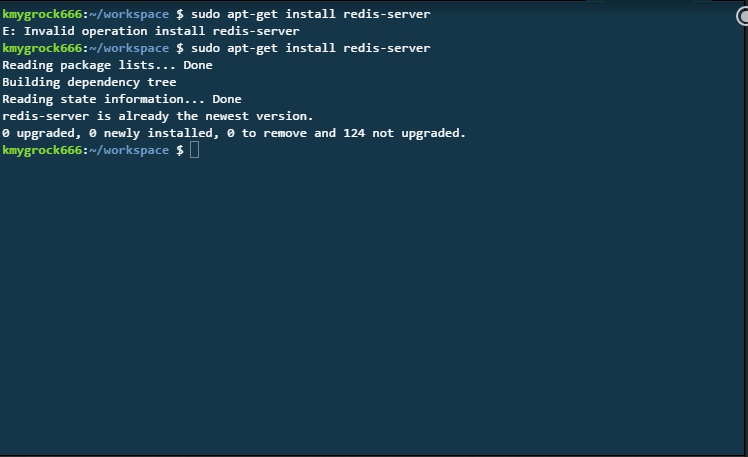 kmygrock666:~/workspace $ sudo apt-get install redis-server
E: Invalid operation install redis-server
kmygrock666:~/workspace $ sudo apt-get install redis-server
Reading package lists... Done
Building dependency tree
Reading state information... Done
redis-server is already the newest version.
0 upgraded, 0 newly installed, 0 to remove and 124 not upgraded.
kmygrock666:~/workspace $